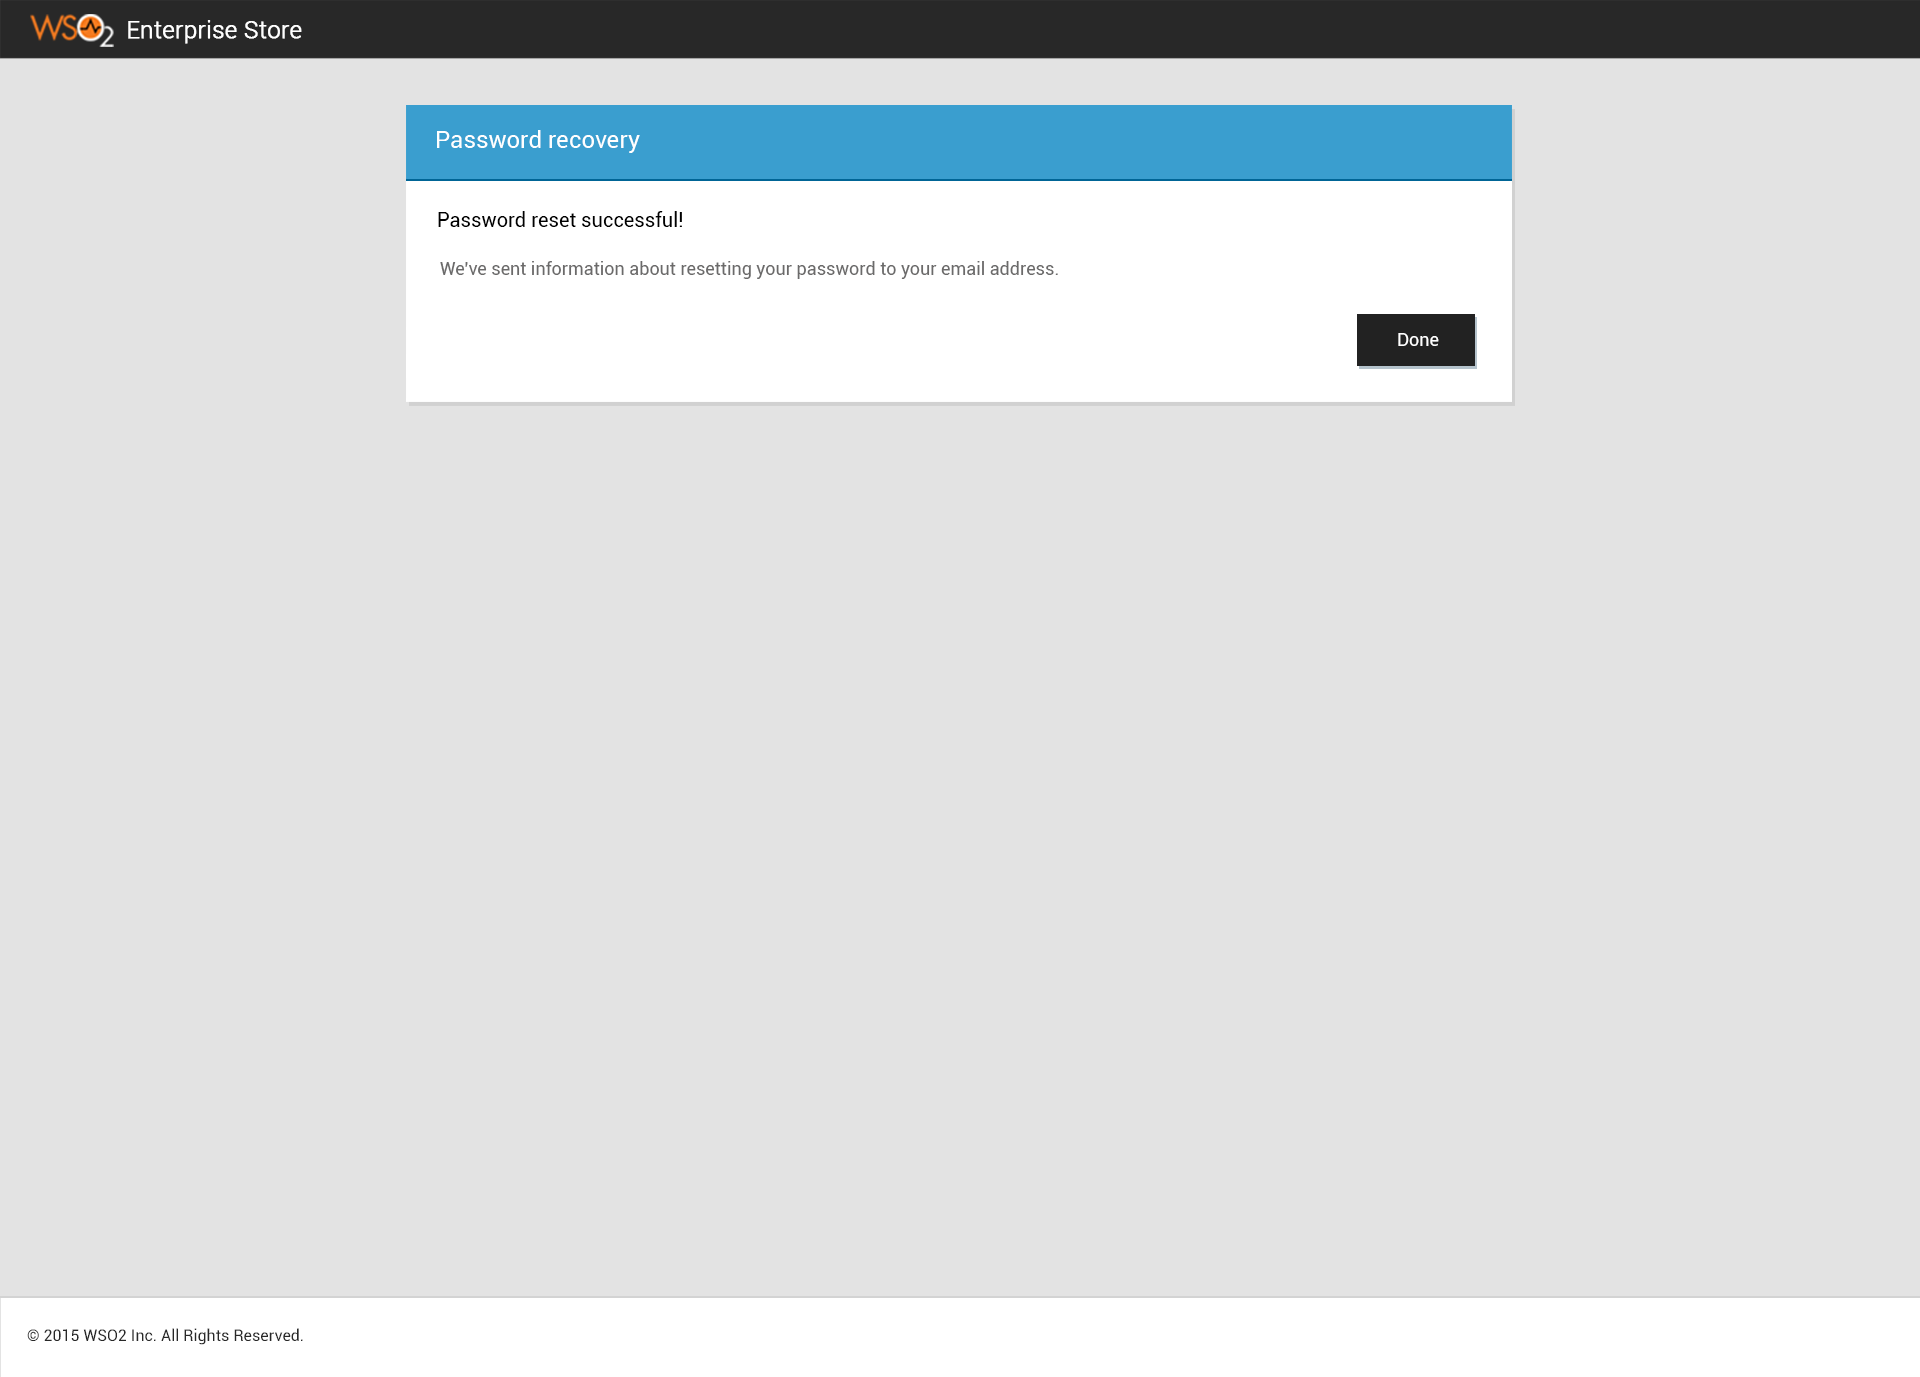 WSO2 Enterprise Store
Password recovery
Password reset successful!
We've sent information about resetting your password to your email address.
Done
© 2015 WSO2 Inc. All Rights Reserved.